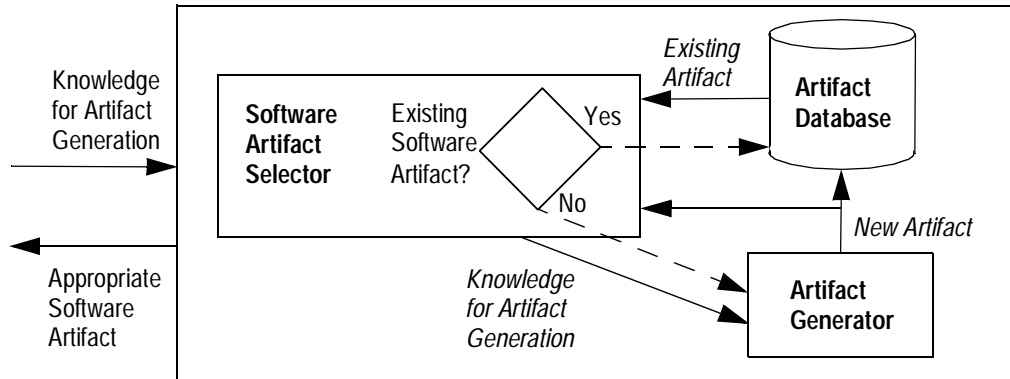 Knowledge
for Artifact
Generation
Appropriate
Software
Artifact
Software
Artifact
Selector
Existing
Software
Artifact?
Yes
No
Existing
Artifact
Artifact
Database
New Artifact
Knowledge
for Artifact
Generation
Artifact
Generator